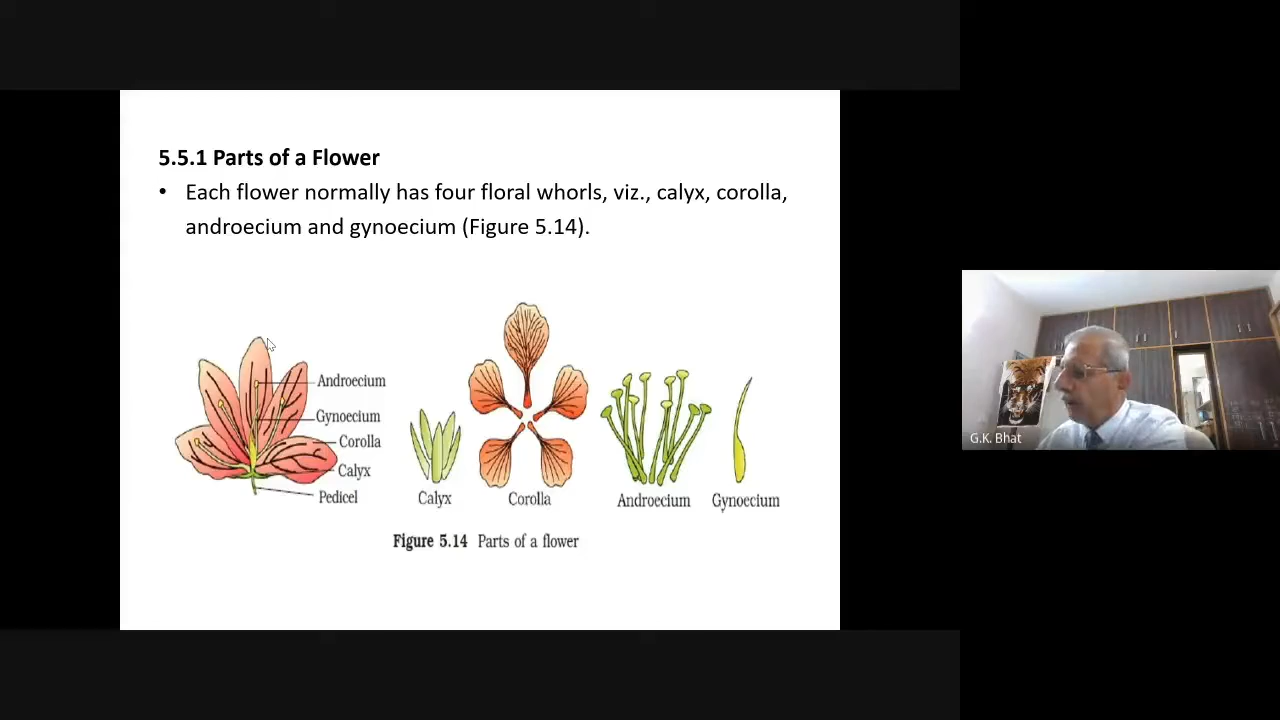 5.5.1 Parts of a Flower
• Each flower normally has four floral whorls, viz., calyx, corolla,
androecium and gynoecium (Figure 5.14).
Androecium
Gynoecium
Corolla
Calyx
Pedicel
Calyx
Corolla
Androecium
Gynoecium
Figure 5.14 Parts of a flower
G.K. Bhat